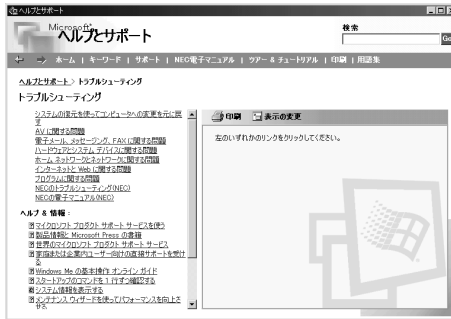 ヘルプとサポート
Microsoft
ヘルプとサポート
検索
Go
ホーム | キーワード | サポート | NEC電子マニュアル | ツアー & チュートリアル | 印刷 | 用語集
ヘルプとサポート > トラブルシューティング
トラブルシューティング
システムの復元を使ってコンピュータへの変更を元に戻
す
AV に関する問題
電子メール、メッセージング、FAX に関する問題
ハードウェアとシステム デバイスに関する問題
ホーム ネットワークとネットワークに関する問題
インターネットと Web に関する問題
プログラムに関する問題
NECのトラブルシューティング(NEC)
NECの電子マニュアル(NEC)
ヘルプ & 情報 :
マイクロソフト プロダクト サポート サービスを使う
製品情報と Microsoft Press の書籍
世界のマイクロソフト プロダクト サポート サービス
家庭または企業内ユーザー向けの直接サポートを受け
る
Windows Me の基本操作 オンライン ガイド
スタートアップのコマンドを 1 行ずつ確認する
システム情報を表示する
メンテナンス ウィザードを使ってパフォーマンスを向上さ
せる
印刷 表示の変更
左のいずれかのリンクをクリックしてください。